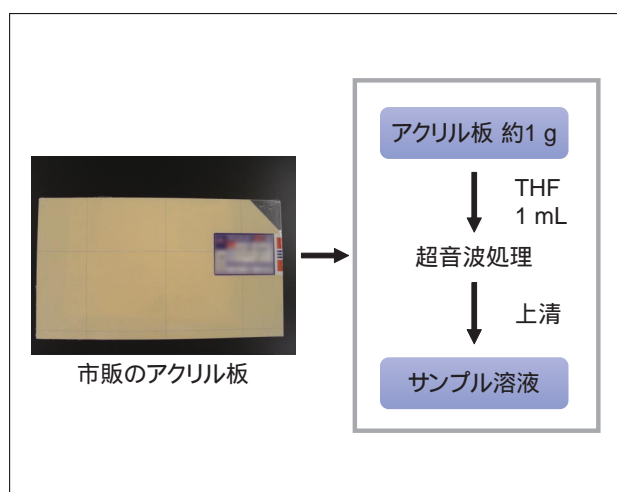 市販のアクリル板
アクリル板 約1 g
THF
1 mL
超音波処理
上清
サンプル溶液